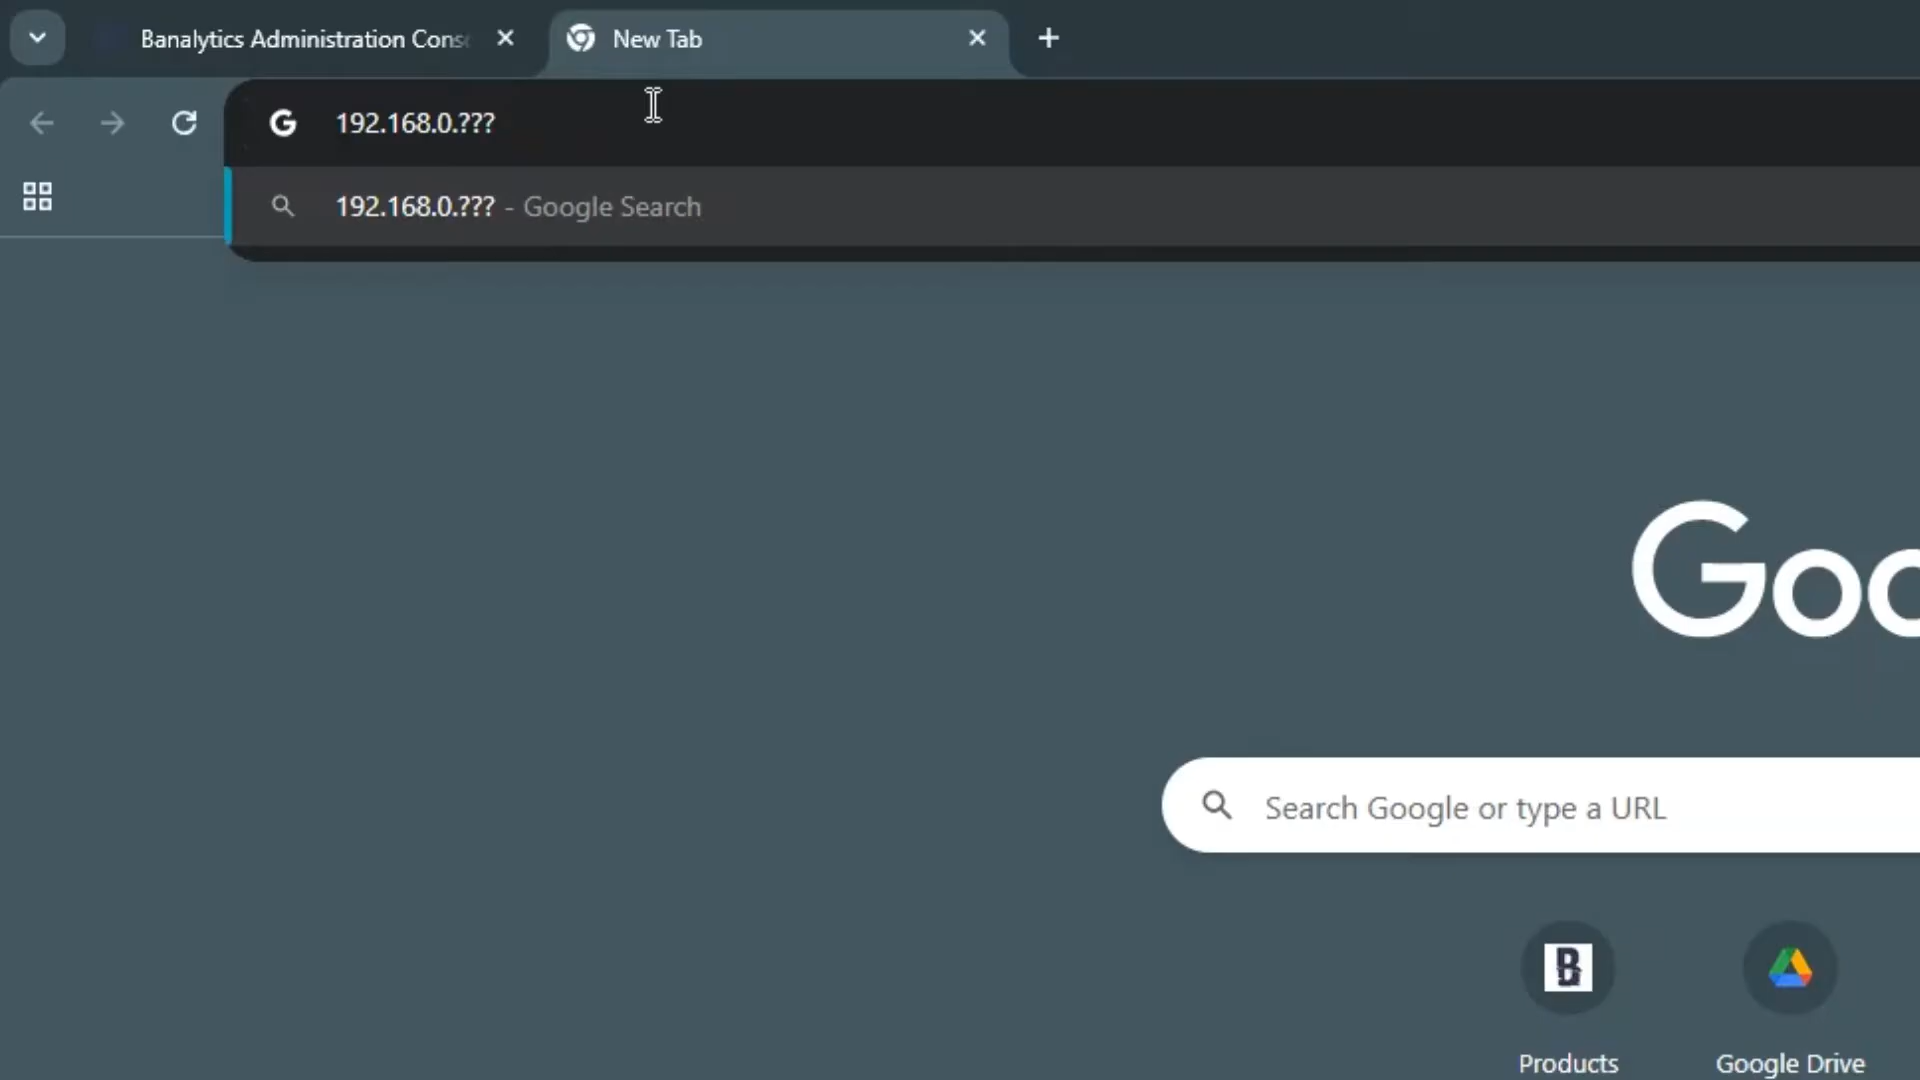 Banalytics Administration Conso
New Tab
192.168.0.???
192.168.0.??? - Google Search
Goo
Search Google or type a URL
B
Products
Google Drive